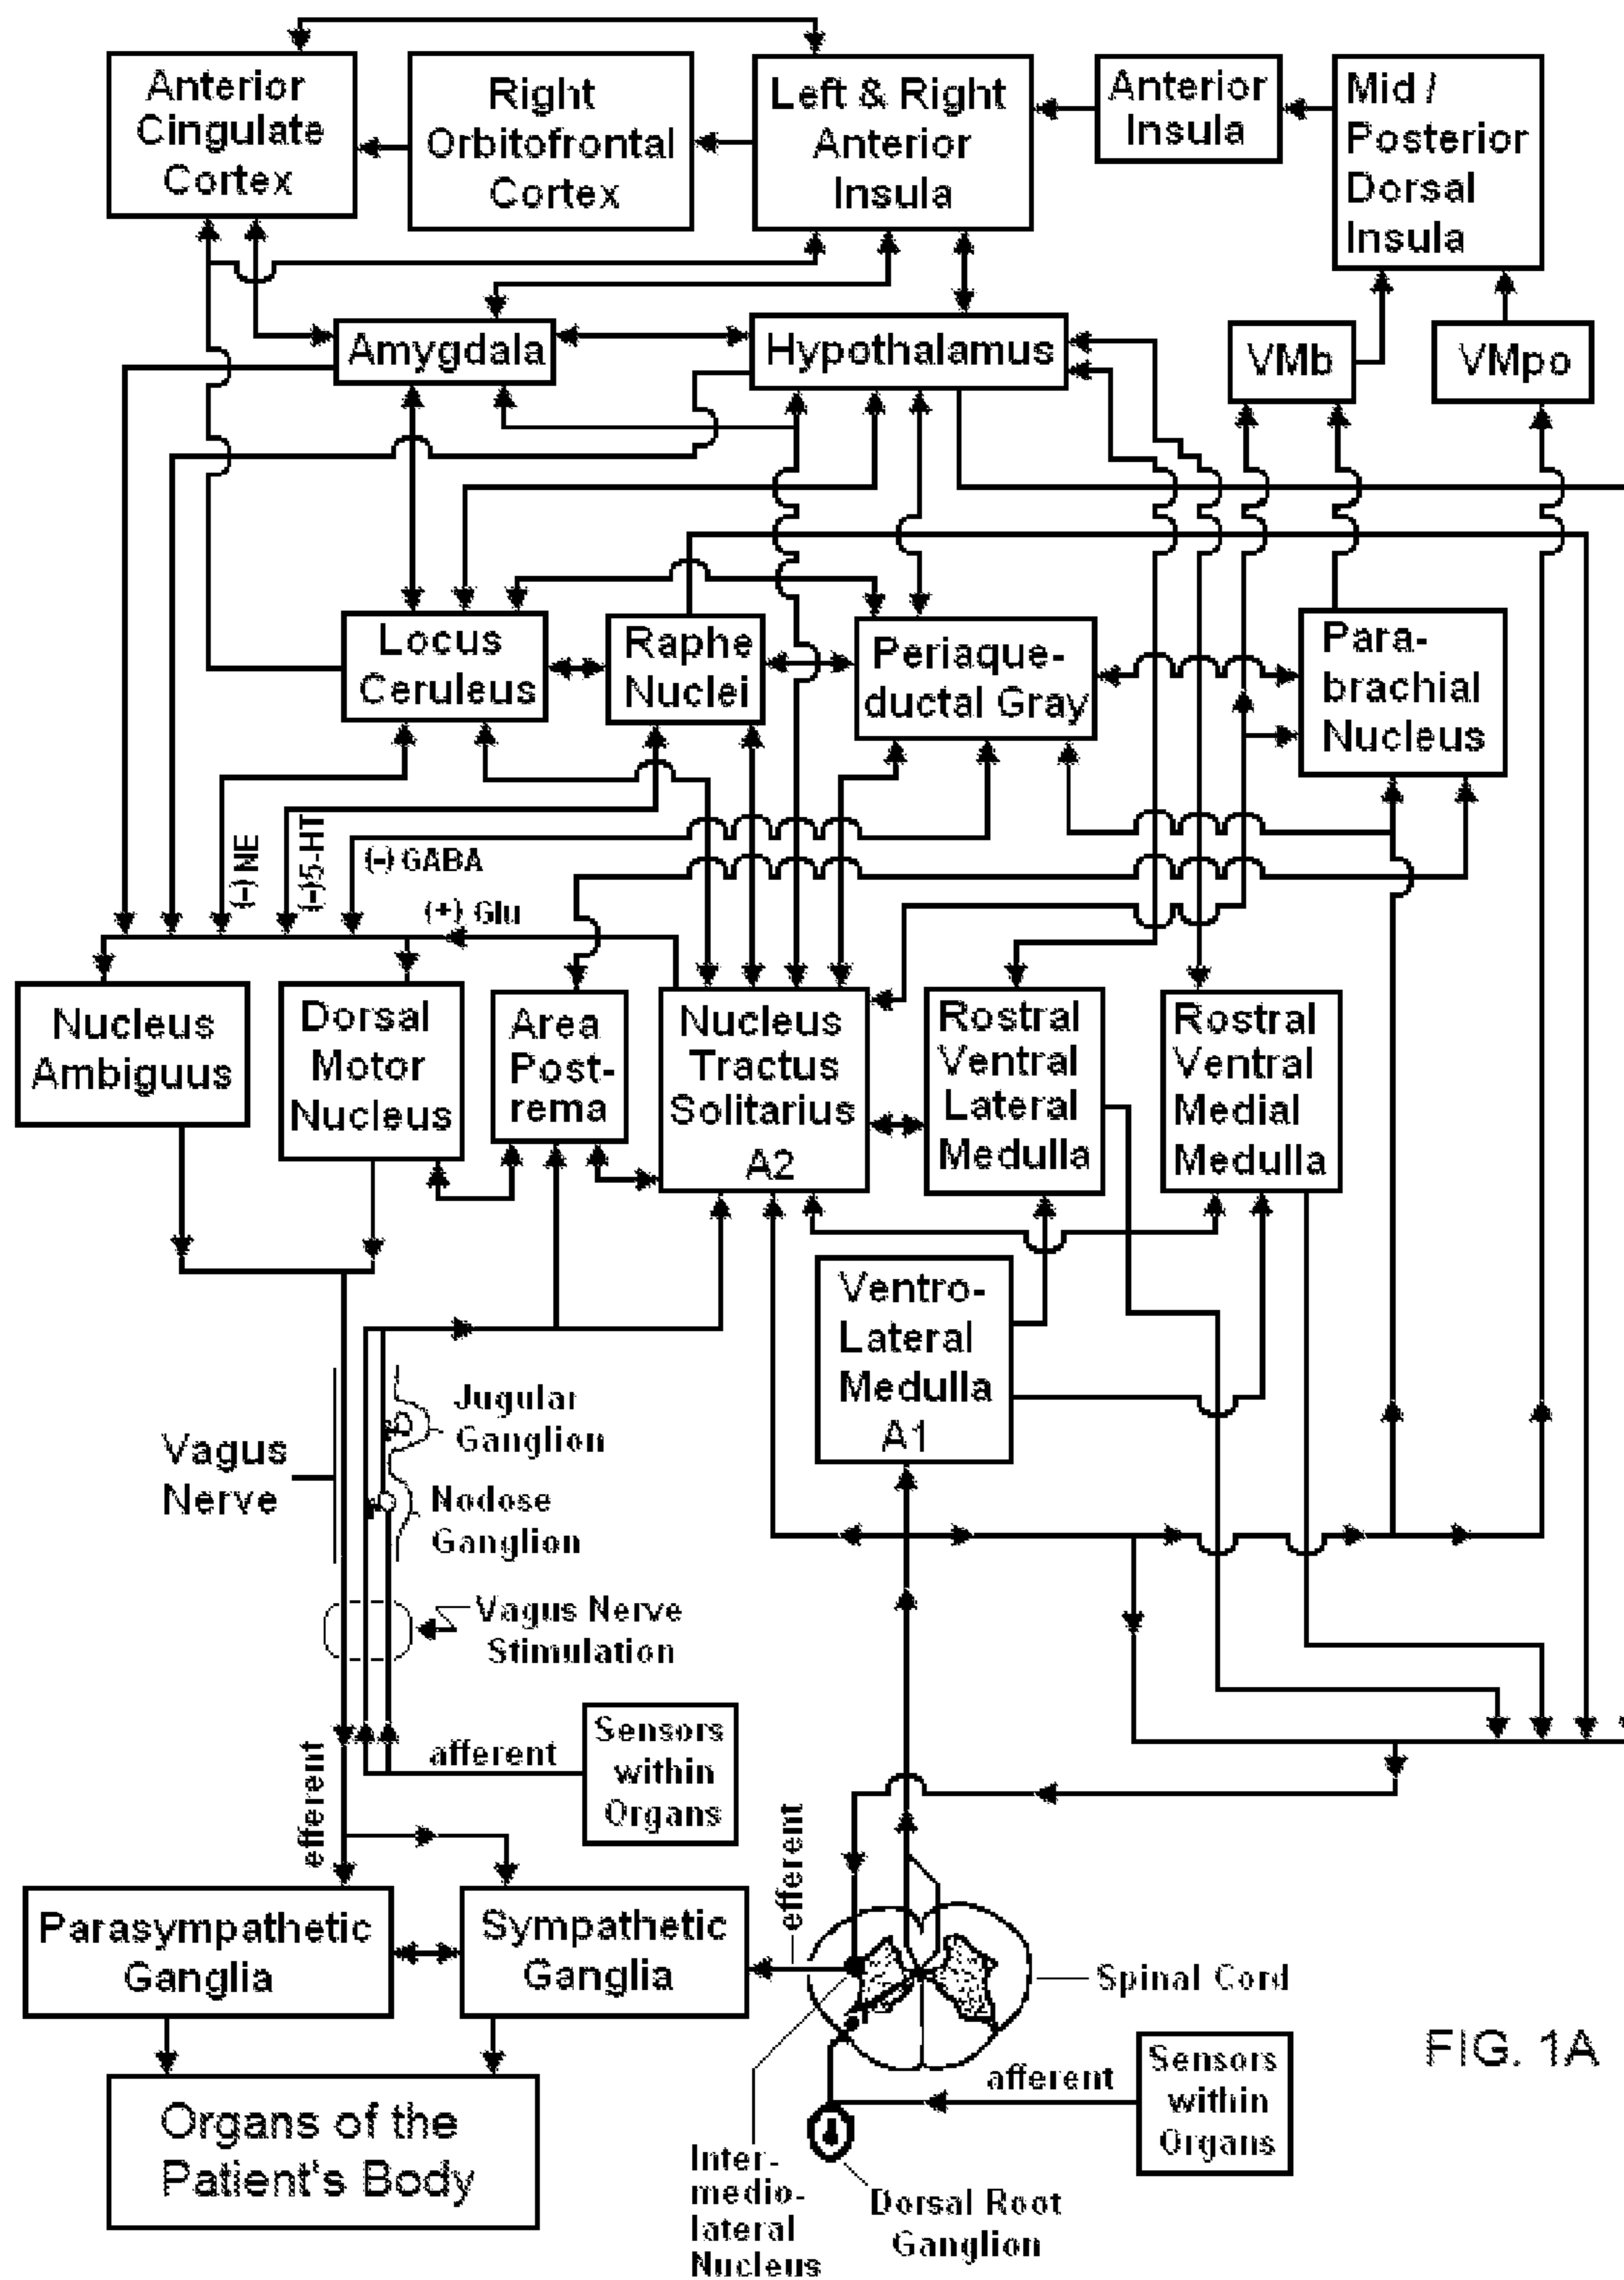 Anterior
Cingulate
Cortex
Right
Orbitofrontal
Cortex
Left & Right
Anterior
Insula
Anterior
Insula
Mid /
Posterior
Dorsal
Insula
Amygdala
Hypothalamus
VMb
VMpo
Locus
Ceruleus
Raphe
Nuclei
Periaque-
ductal Gray
Para-
brachial
Nucleus
(-) NE
(-)5-HT
(-) GABA
(+) Glu
Nucleus
Ambiguus
Dorsal
Motor
Nucleus
Area
Post-
rema
Nucleus
Tractus
Solitarius
A2
Rostral
Ventral
Lateral
Medulla
Rostral
Ventral
Medial
Medulla
Ventro-
Lateral
Medulla
A1
Jugular
Ganglion
Vagus
Nerve
Nodose
Ganglion
Vagus Nerve
Stimulation
Sensors
within
Organs
afferent
efferent
efferent
Parasympathetic
Ganglia
Sympathetic
Ganglia
Spinal Cord
FIG. 1A
Sensors
within
Organs
afferent
Organs of the
Patient's Body
Inter-
medio-
lateral
Nucleus
Dorsal Root
Ganglion